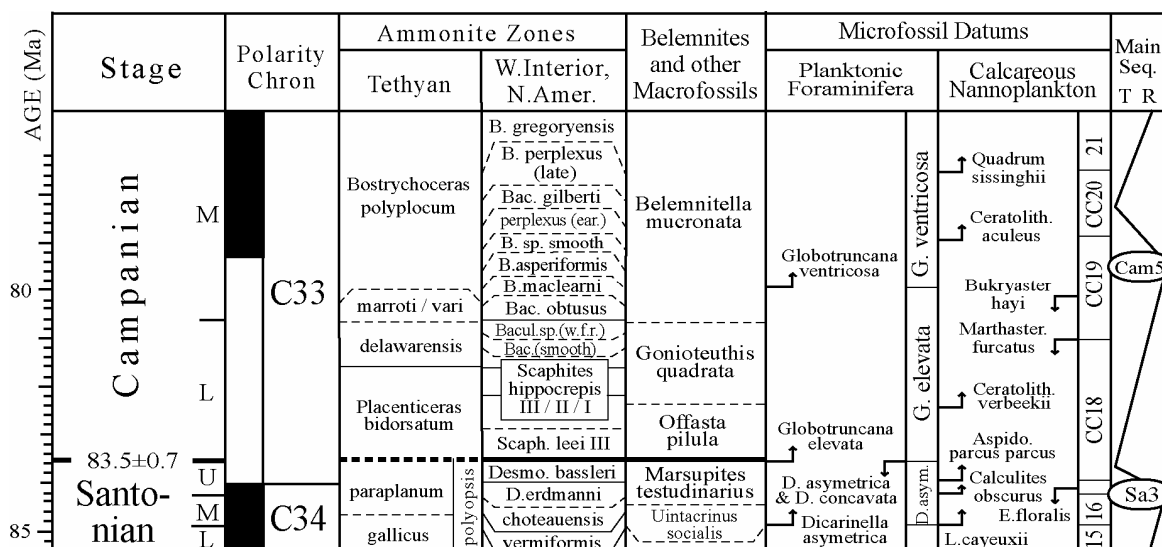 AGE (Ma)
Stage
Polarity
Chron
Ammonite Zones
Tethyan
W.Interior,
N.Amer.
Belemnites
and other
Macrofossils
Microfossil Datums
Planktonic
Foraminifera
Calcareous
Nannoplankton
Main
Seq.
T R
80
85
Campanian
M
L
83.5±0.7
Santo-
nian
U
M
L
C33
C34
Bostrychoceras
polyplocum
marroti / vari
delawarensis
Placenticeras
bidorsatum
paraplanum
gallicus
polyopsis
B. gregoryensis
B. perplexus
(late)
Bac. gilberti
perplexus (ear.)
B. sp. smooth
B.asperiformis
B.maclearni
Bac. obtusus
Bacul.sp.(w.f.r.)
Bac.(smooth)
Scaphites
hippocrepis
III / II / I
Scaph. leei III
Desmo. bassleri
D.erdmanni
choteauensis
vermiformis
Belemnitella
mucronata
Gonioteuthis
quadrata
Offasta
pilula
Marsupites
testudinarius
Uintacrinus
socialis
Globotruncana
ventricosa
Globotruncana
elevata
D. asymetrica
& D. concavata
Dicarinella
asymetrica
G. ventricosa
G. elevata
D.asym.
Quadrum
sissinghii
Ceratolith.
aculeus
Bukryaster
hayi
Marthaster.
furcatus
Ceratolith.
verbeekii
Aspido.
parcus parcus
Calculites
obscurus
E.floralis
L.cayeuxii
21
CC20
CC19
CC18
16
15
Cam5
Sa3